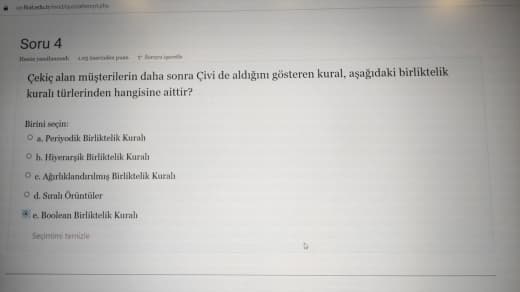 Soru 4
Henüz yanıtlanmadı 1,05 üzerinden puan Soruyu işaretle
Çekiç alan müşterilerin daha sonra Çivi de aldığını gösteren kural, aşağıdaki birliktelik
kuralı türlerinden hangisine aittir?
Birini seçin:
a. Periyodik Birliktelik Kuralı
b. Hiyerarşik Birliktelik Kuralı
c. Ağırlıklandırılmış Birliktelik Kuralı
d. Sıralı Örüntüler
e. Boolean Birliktelik Kuralı
Seçimimi temizle